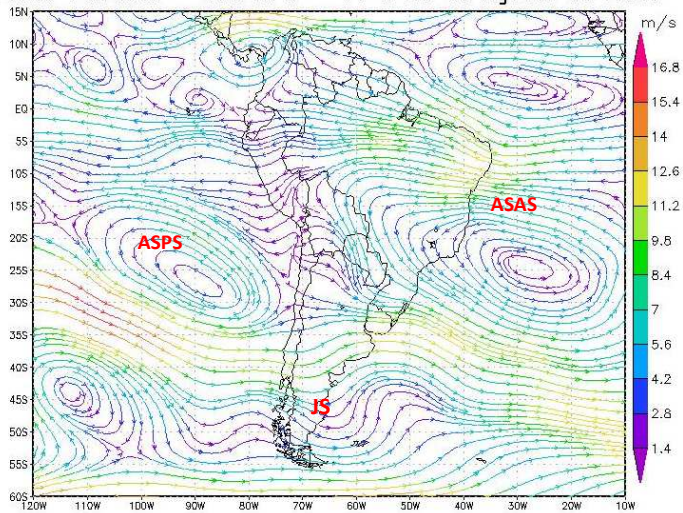 m/s
15N
10N
5N
EQ
5S
10S
15S
20S
25S
30S
35S
40S
45S
50S
55S
60S
120W
110W
100W
90W
80W
70W
60W
50W
40W
30W
20W
10W
ASPS
ASAS
JS
16.8
15.4
14
12.6
11.2
9.8
8.4
7
5.6
4.2
2.8
1.4